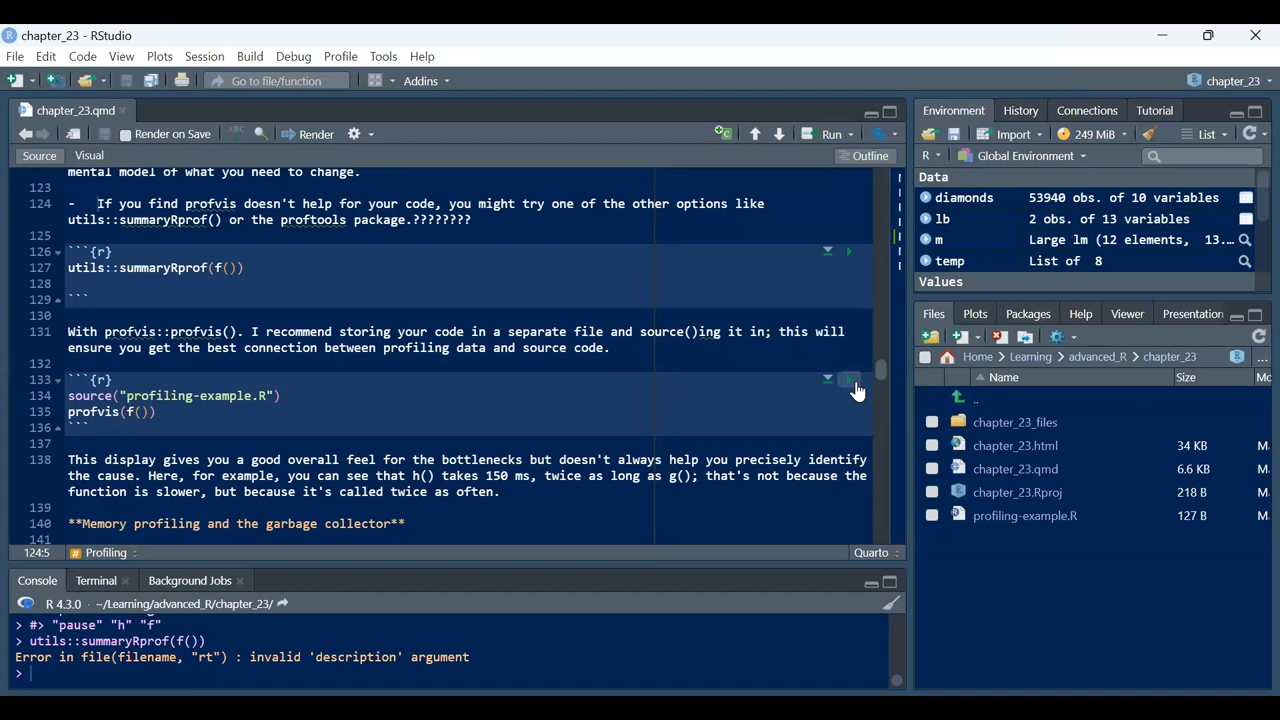 chapter_23 - RStudio
File Edit Code View Plots Session Build Debug Profile Tools Help
Go to file/function Addins chapter_23
chapter_23.qmd
Render on Save ABC Render Run
Source Visual Outline
mental model of what you need to change.
123
124 - If you find profvis doesn't help for your code, you might try one of the other options like
utils::summaryRprof() or the proftools package.????????
125
126 ```{r}
127 utils::summaryRprof(f())
128
129 ```
130
131 With profvis::profvis(). I recommend storing your code in a separate file and source()ing it in; this will
ensure you get the best connection between profiling data and source code.
132
133 ```{r}
134 source("profiling-example.R")
135 profvis(f())
136 ```
137
138 This display gives you a good overall feel for the bottlenecks but doesn't always help you precisely identify
the cause. Here, for example, you can see that h() takes 150 ms, twice as long as g(); that's not because the
function is slower, but because it's called twice as often.
139
140 **Memory profiling and the garbage collector**
141
124:5 # Profiling Quarto
Console Terminal Background Jobs
R 4.3.0 · ~/Learning/advanced_R/chapter_23/
> #> "pause" "h" "f"
> utils::summaryRprof(f())
Error in file(filename, "rt") : invalid 'description' argument
>
Environment History Connections Tutorial
Import 249 MiB List
R Global Environment
Data
diamonds 53940 obs. of 10 variables
lb 2 obs. of 13 variables
m Large lm (12 elements, 13...
temp List of 8
Values
Files Plots Packages Help Viewer Presentation
Home Learning advanced_R chapter_23 ...
Name Size Mo
..
chapter_23_files
chapter_23.html 34 KB M
chapter_23.qmd 6.6 KB M
chapter_23.Rproj 218 B M
profiling-example.R 127 B M